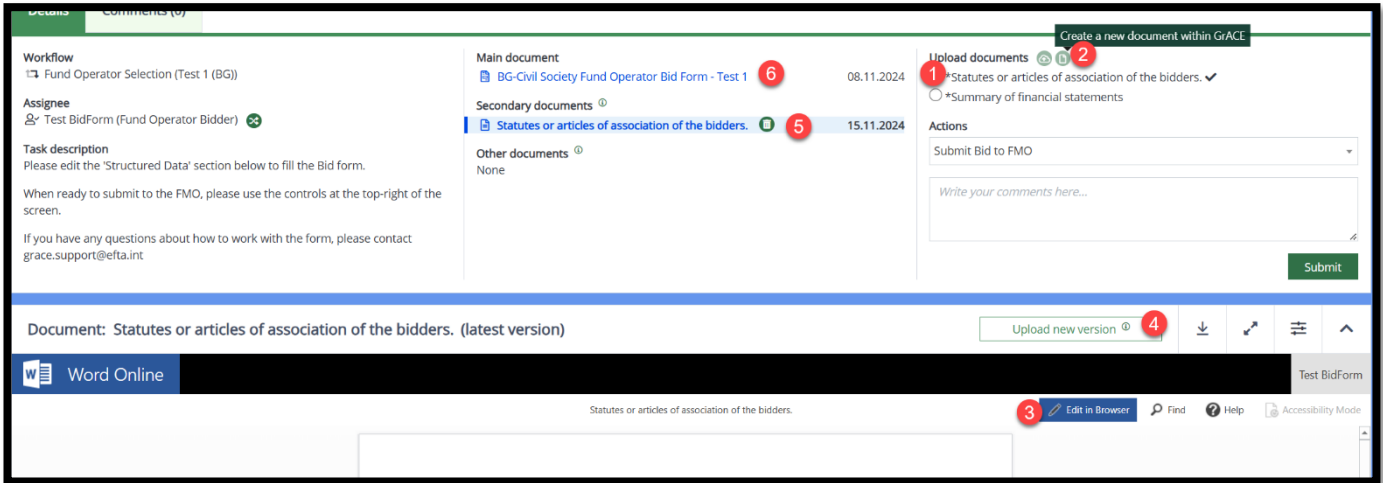 Details Comments (0)
Create a new document within GrACE
Workflow
Fund Operator Selection (Test 1 (BG))
Assignee
Test BidForm (Fund Operator Bidder)
Task description
Please edit the 'Structured Data' section below to fill the Bid form.
When ready to submit to the FMO, please use the controls at the top-right of the
screen.
If you have any questions about how to work with the form, please contact
grace.support@efta.int
Main document
BG-Civil Society Fund Operator Bid Form - Test 1 6 08.11.2024
Secondary documents
Statutes or articles of association of the bidders. 5 15.11.2024
Other documents
None
Upload documents 2
1 *Statutes or articles of association of the bidders.
*Summary of financial statements
Actions
Submit Bid to FMO
Write your comments here...
Submit
Document: Statutes or articles of association of the bidders. (latest version)
Upload new version 4
Word Online
Test BidForm
Statutes or articles of association of the bidders.
3 Edit in Browser Find Help Accessibility Mode